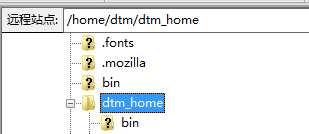 远程站点: /home/dtm/dtm_home
.fonts
.mozilla
bin
dtm_home
bin